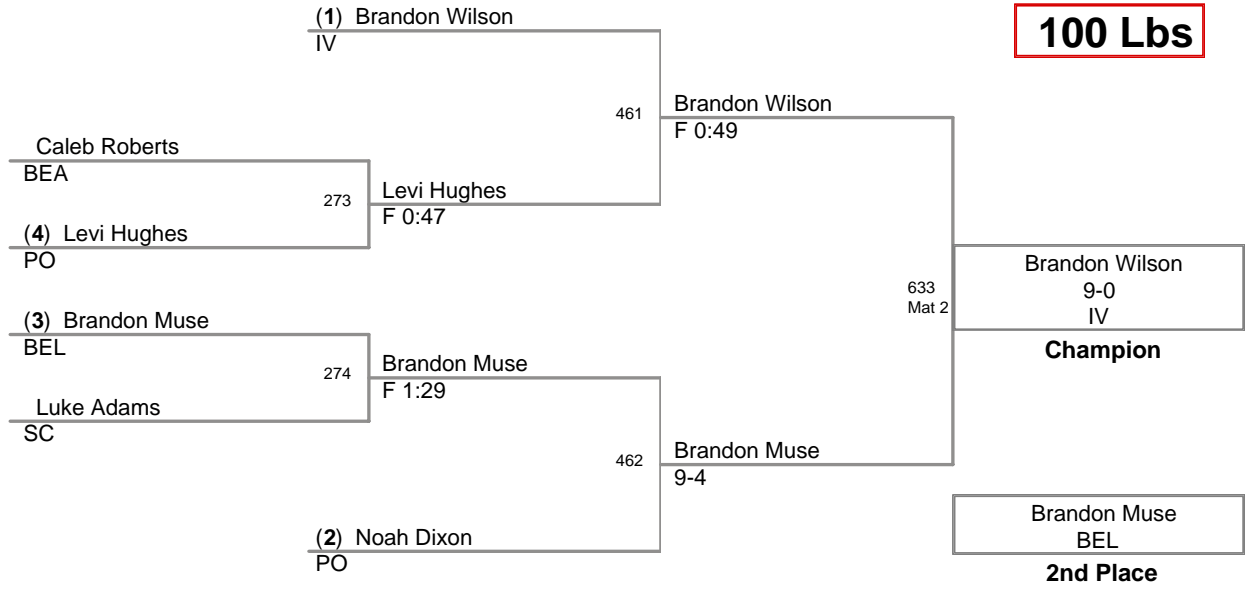 100 Lbs
(1) Brandon Wilson
IV
461
Brandon Wilson
F 0:49
Caleb Roberts
BEA
273
Levi Hughes
F 0:47
(4) Levi Hughes
PO
633
Mat 2
Brandon Wilson
9-0
IV
Champion
(3) Brandon Muse
BEL
274
Brandon Muse
F 1:29
Luke Adams
SC
462
Brandon Muse
9-4
(2) Noah Dixon
PO
Brandon Muse
BEL
2nd Place